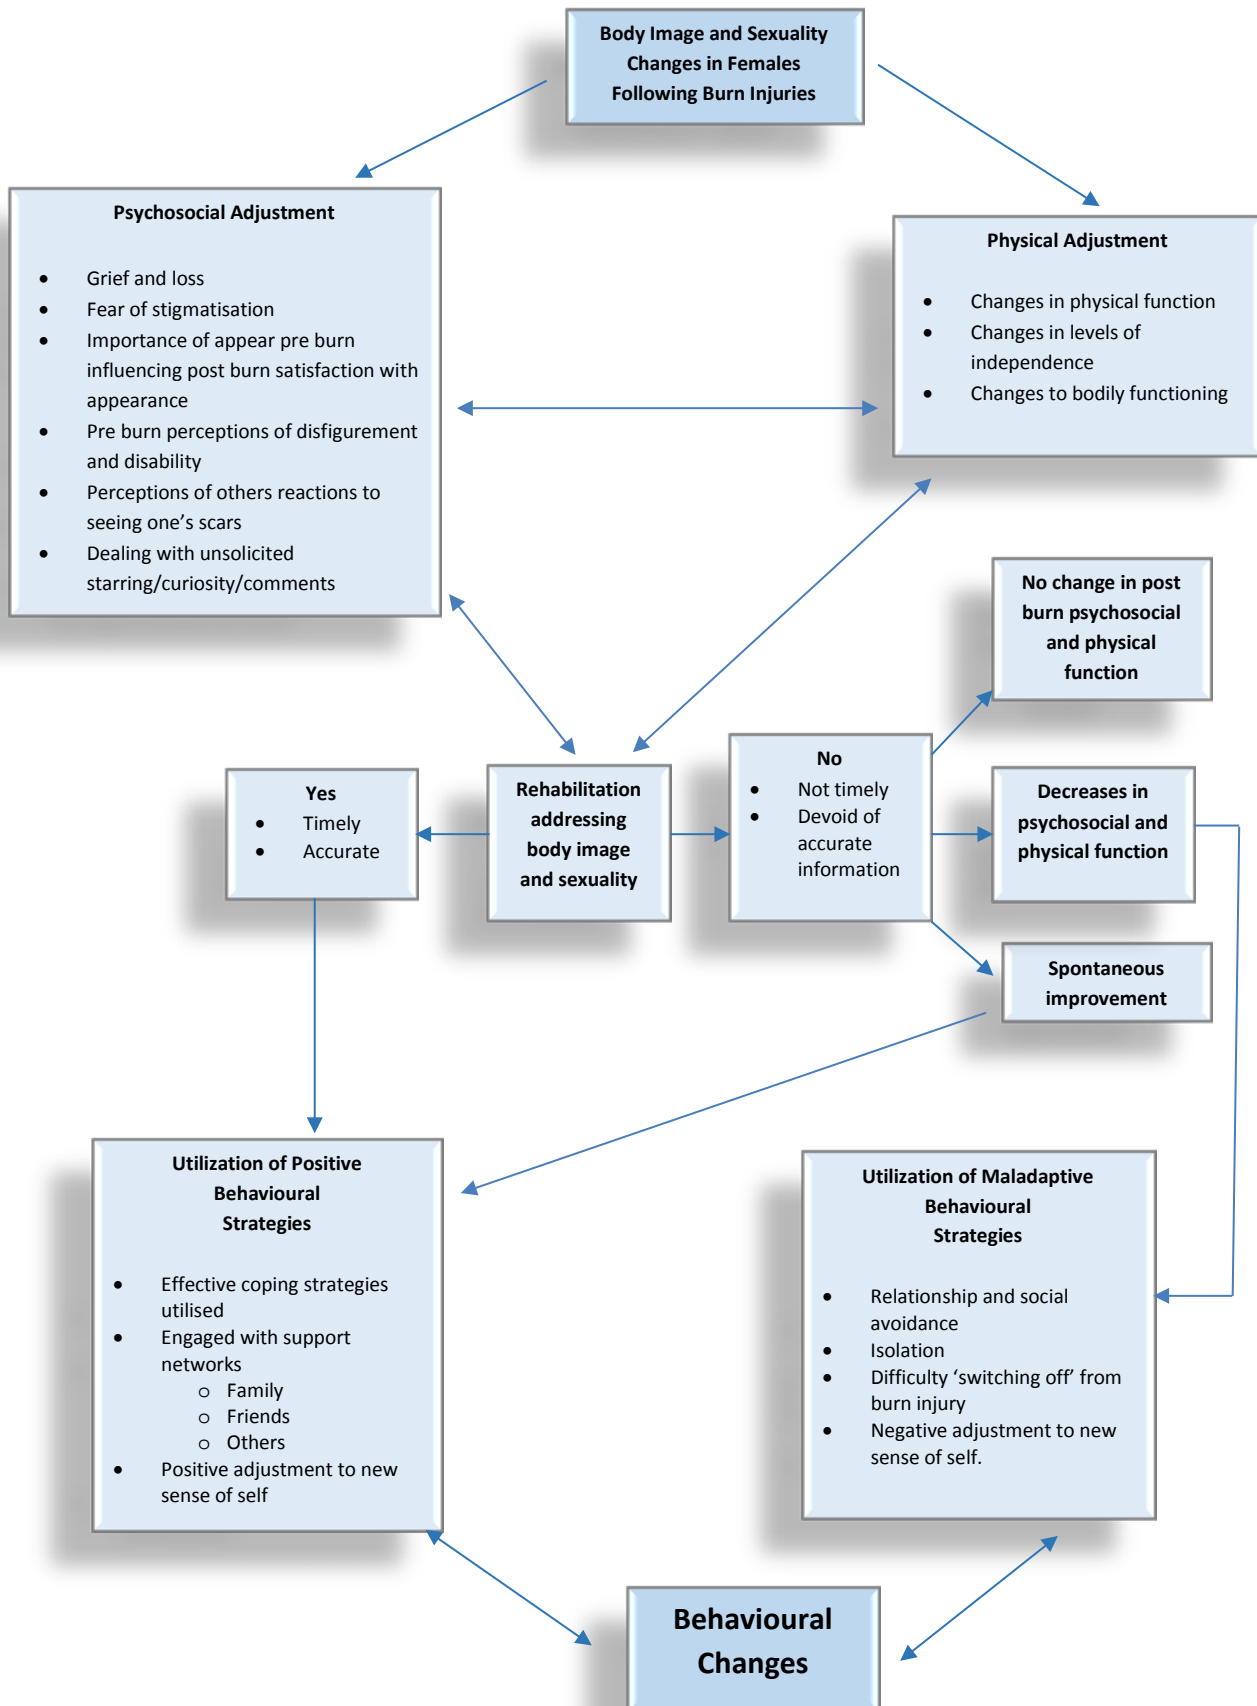 Body Image and Sexuality
Changes in Females
Following Burn Injuries
Psychosocial Adjustment
• Grief and loss
• Fear of stigmatisation
• Importance of appear pre burn
influencing post burn satisfaction with
appearance
• Pre burn perceptions of disfigurement
and disability
• Perceptions of others reactions to
seeing one’s scars
• Dealing with unsolicited
starring/curiosity/comments
Physical Adjustment
• Changes in physical function
• Changes in levels of
independence
• Changes to bodily functioning
No change in post
burn psychosocial
and physical
function
Yes
• Timely
• Accurate
Rehabilitation
addressing
body image
and sexuality
No
• Not timely
• Devoid of
accurate
information
Decreases in
psychosocial and
physical function
Spontaneous
improvement
Utilization of Positive
Behavioural
Strategies
• Effective coping strategies
utilised
• Engaged with support
networks
o Family
o Friends
o Others
• Positive adjustment to new
sense of self
Utilization of Maladaptive
Behavioural
Strategies
• Relationship and social
avoidance
• Isolation
• Difficulty ‘switching off’ from
burn injury
• Negative adjustment to new
sense of self.
Behavioural
Changes